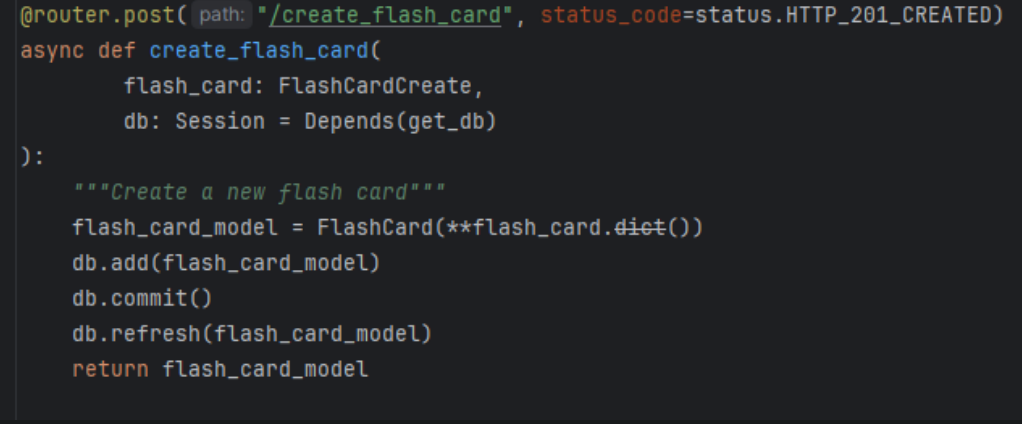 @router.post( path: "/create_flash_card", status_code=status.HTTP_201_CREATED)
async def create_flash_card(
        flash_card: FlashCardCreate,
        db: Session = Depends(get_db)
):
    """Create a new flash card"""
    flash_card_model = FlashCard(**flash_card.dict())
    db.add(flash_card_model)
    db.commit()
    db.refresh(flash_card_model)
    return flash_card_model